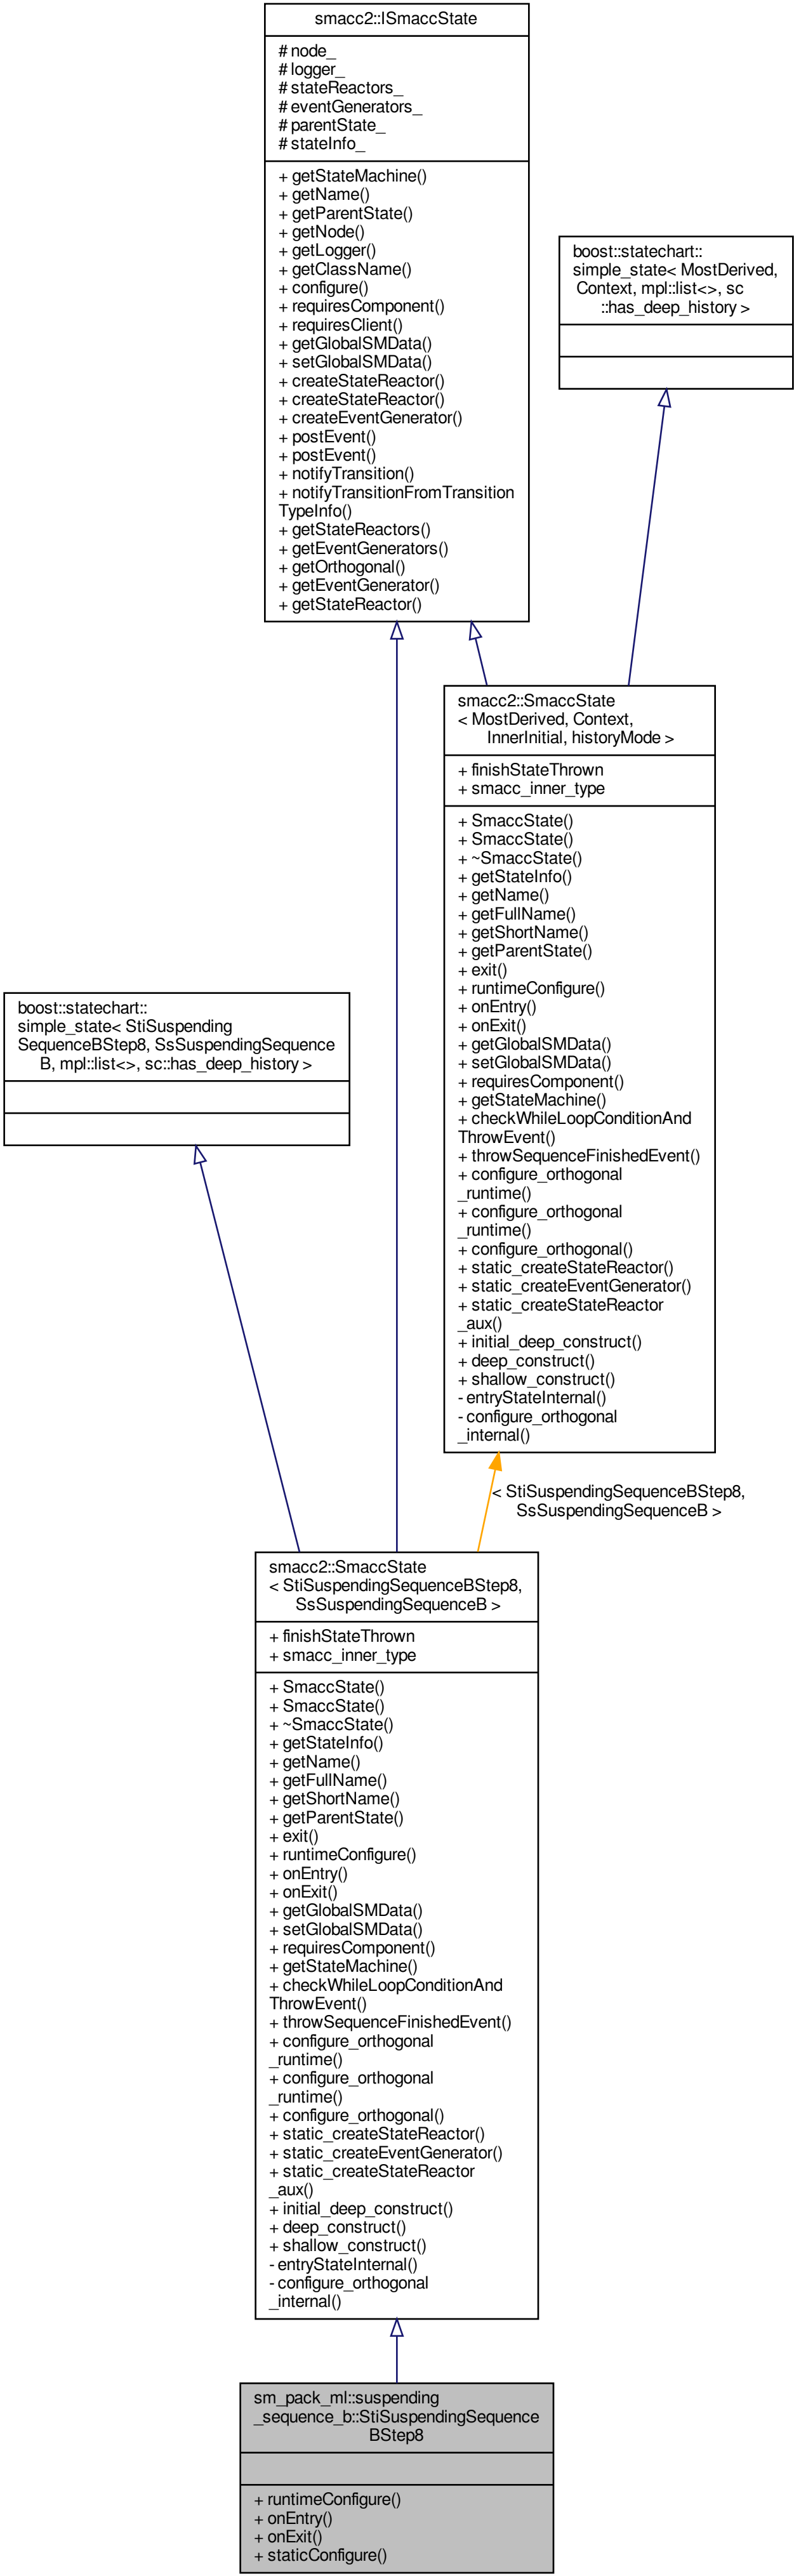 smacc2::ISmaccState
# node_
# logger_
# stateReactors_
# eventGenerators_
# parentState_
# stateInfo_
+ getStateMachine()
+ getName()
+ getParentState()
+ getNode()
+ getLogger()
+ getClassName()
+ configure()
+ requiresComponent()
+ requiresClient()
+ getGlobalSMData()
+ setGlobalSMData()
+ createStateReactor()
+ createStateReactor()
+ createEventGenerator()
+ postEvent()
+ postEvent()
+ notifyTransition()
+ notifyTransitionFromTransition
TypeInfo()
+ getStateReactors()
+ getEventGenerators()
+ getOrthogonal()
+ getEventGenerator()
+ getStateReactor()
boost::statechart::
simple_state< MostDerived,
Context, mpl::list<>, sc
::has_deep_history >
smacc2::SmaccState
< MostDerived, Context,
InnerInitial, historyMode >
+ finishStateThrown
+ smacc_inner_type
+ SmaccState()
+ SmaccState()
+ ~SmaccState()
+ getStateInfo()
+ getName()
+ getFullName()
+ getShortName()
+ getParentState()
+ exit()
+ runtimeConfigure()
+ onEntry()
+ onExit()
+ getGlobalSMData()
+ setGlobalSMData()
+ requiresComponent()
+ getStateMachine()
+ checkWhileLoopConditionAnd
ThrowEvent()
+ throwSequenceFinishedEvent()
+ configure_orthogonal
_runtime()
+ configure_orthogonal
_runtime()
+ configure_orthogonal()
+ static_createStateReactor()
+ static_createEventGenerator()
+ static_createStateReactor
_aux()
+ initial_deep_construct()
+ deep_construct()
+ shallow_construct()
- entryStateInternal()
- configure_orthogonal
_internal()
boost::statechart::
simple_state< StiSuspending
SequenceBStep8, SsSuspendingSequence
B, mpl::list<>, sc::has_deep_history >
< StiSuspendingSequenceBStep8,
SsSuspendingSequenceB >
smacc2::SmaccState
< StiSuspendingSequenceBStep8,
SsSuspendingSequenceB >
+ finishStateThrown
+ smacc_inner_type
+ SmaccState()
+ SmaccState()
+ ~SmaccState()
+ getStateInfo()
+ getName()
+ getFullName()
+ getShortName()
+ getParentState()
+ exit()
+ runtimeConfigure()
+ onEntry()
+ onExit()
+ getGlobalSMData()
+ setGlobalSMData()
+ requiresComponent()
+ getStateMachine()
+ checkWhileLoopConditionAnd
ThrowEvent()
+ throwSequenceFinishedEvent()
+ configure_orthogonal
_runtime()
+ configure_orthogonal
_runtime()
+ configure_orthogonal()
+ static_createStateReactor()
+ static_createEventGenerator()
+ static_createStateReactor
_aux()
+ initial_deep_construct()
+ deep_construct()
+ shallow_construct()
- entryStateInternal()
- configure_orthogonal
_internal()
sm_pack_ml::suspending
_sequence_b::StiSuspendingSequence
BStep8
+ runtimeConfigure()
+ onEntry()
+ onExit()
+ staticConfigure()